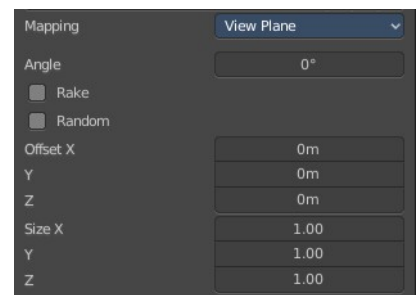 Mapping View Plane
Angle 0°
Rake
Random
Offset X 0m
Y 0m
Z 0m
Size X 1.00
Y 1.00
Z 1.00